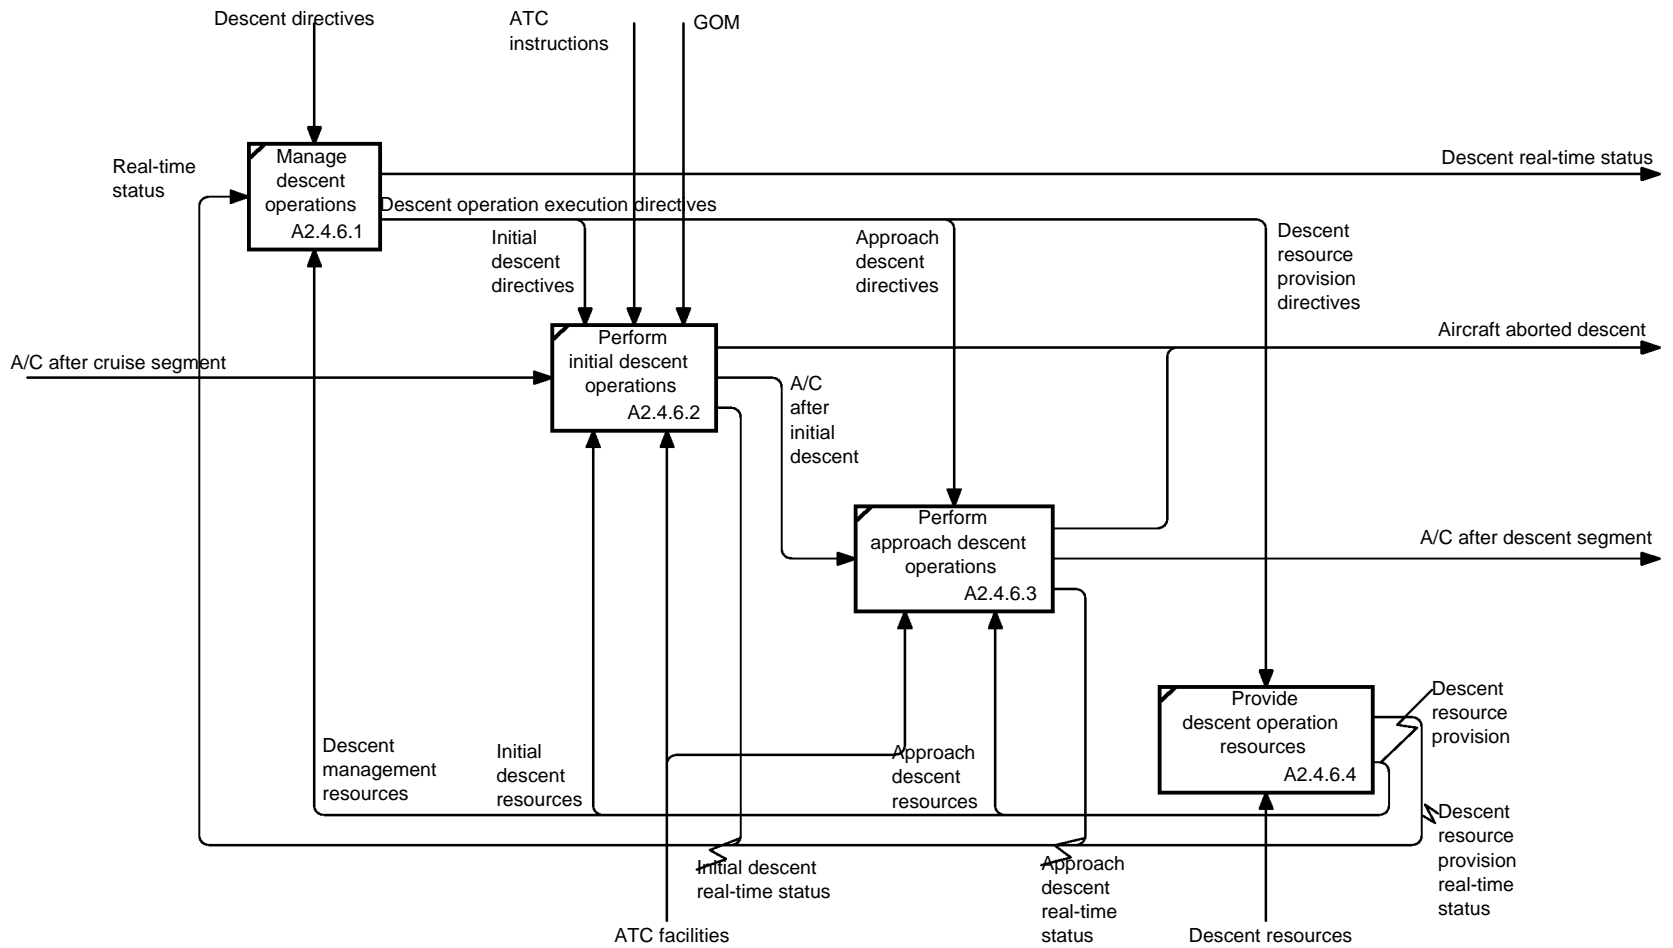 Descent directives
ATC
instructions
GOM
Manage
descent
operations
A2.4.6.1
Real-time
status
Descent real-time status
Descent operation execution directives
Initial
descent
directives
Approach
descent
directives
Descent
resource
provision
directives
Perform
initial descent
operations
A2.4.6.2
Aircraft aborted descent
A/C after cruise segment
A/C
after
initial
descent
Perform
approach descent
operations
A2.4.6.3
A/C after descent segment
Provide
descent operation
resources
A2.4.6.4
Descent
resource
provision
Descent
management
resources
Initial
descent
resources
Approach
descent
resources
Descent
resource
provision
real-time
status
Initial descent
real-time status
Approach
descent
real-time
status
ATC facilities
Descent resources